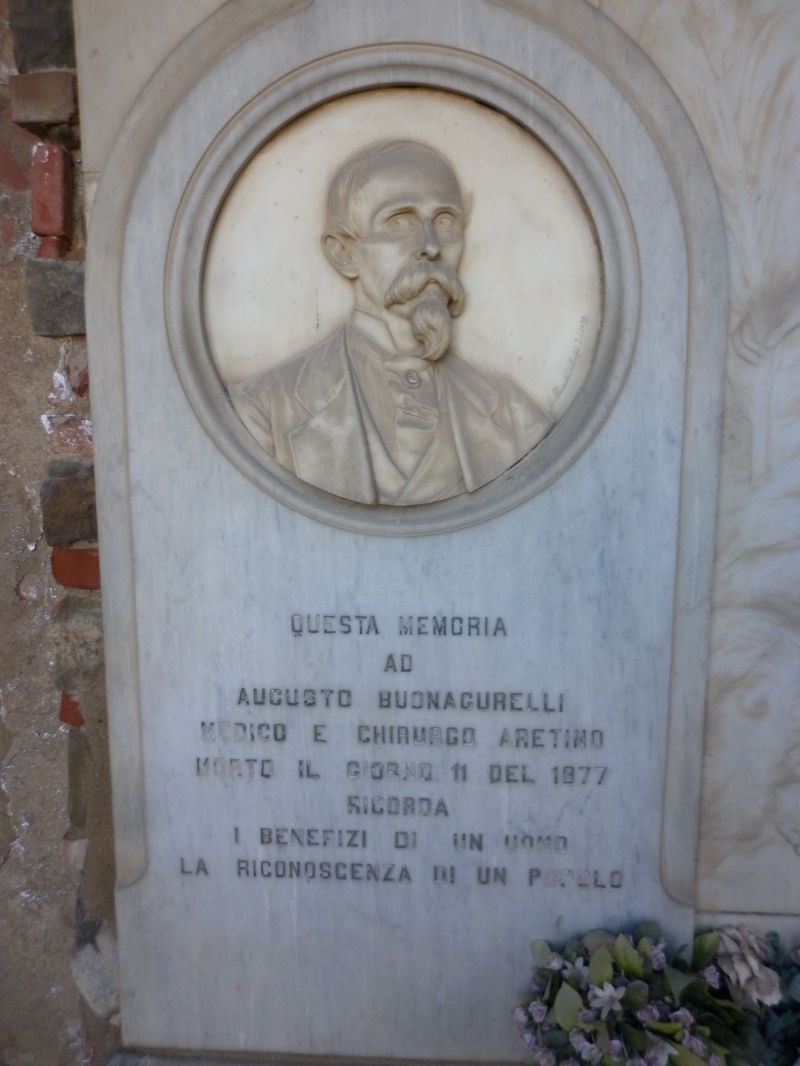 QUESTA MEMORIA
AD
AUGUSTO BUONAGURELLI
MEDICO E CHIRURGO ARETINO
MORTO IL GIORNO 11 DEL 1877
RICORDA
I BENEFIZI DI UN UOMO
LA RICONOSCENZA DI UN POPOLO